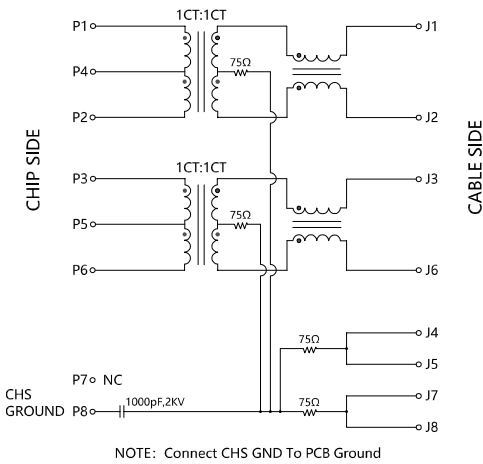 1CT:1CT
P1 J1
75Ω
P4
P2 J2
CHIP SIDE
CABLE SIDE
1CT:1CT
P3 J3
75Ω
P5
P6 J6
75Ω
J4
J5
P7 NC
CHS
GROUND P8
1000pF,2KV
75Ω
J7
J8
NOTE: Connect CHS GND To PCB Ground